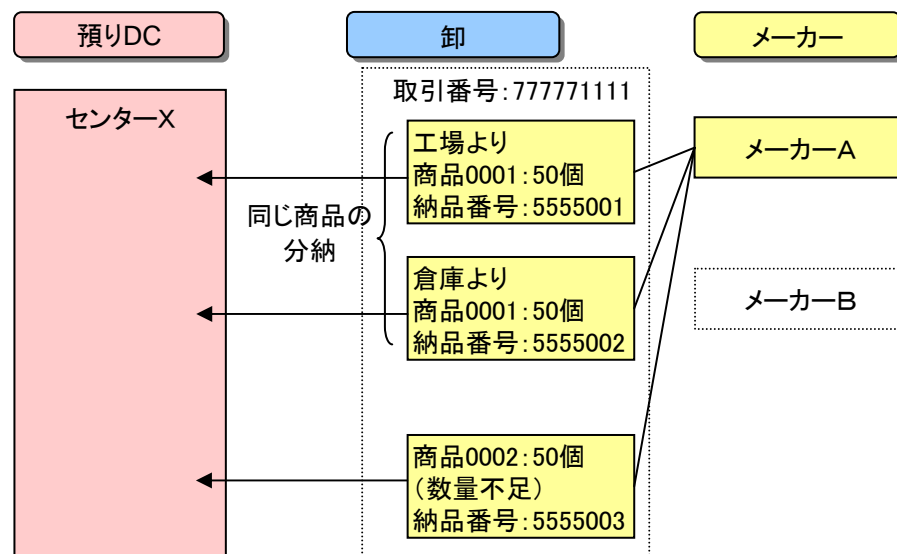 預りDC
卸
メーカー
取引番号:777771111
センターX
工場より
商品0001:50個
納品番号:5555001
メーカーA
同じ商品の
分納
倉庫より
商品0001:50個
納品番号:5555002
メーカーB
商品0002:50個
(数量不足)
納品番号:5555003